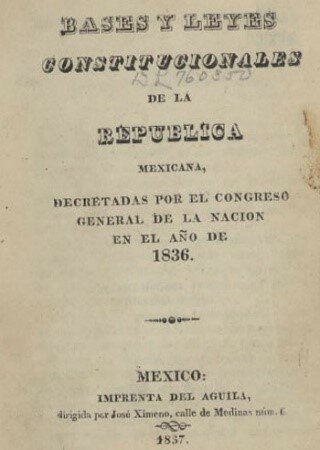 BASES Y LEYES
CONSTITUCIONALES
DE LA
REPUBLICA
MEXICANA,
DECRETADAS POR EL CONGRESO
GENERAL DE LA NACION
EN EL AÑO DE
1836.
MEXICO:
IMPRENTA DEL AGUILA,
dirigida por José Ximeno, calle de Medinas núm. 6.
1837.